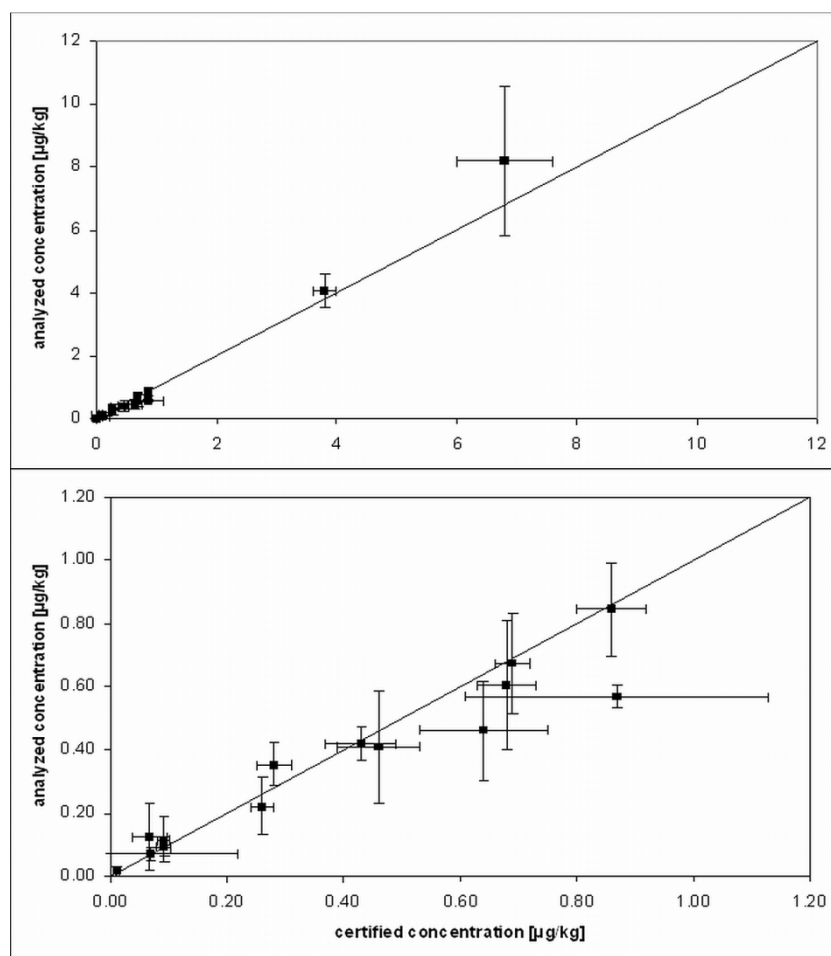 12
10
8
6
4
2
0
analyzed concentration [µg/kg]
0 2 4 6 8 10 12
1.20
1.00
0.80
0.60
0.40
0.20
0.00
analyzed concentration [µg/kg]
0.00 0.20 0.40 0.60 0.80 1.00 1.20
certified concentration [µg/kg]